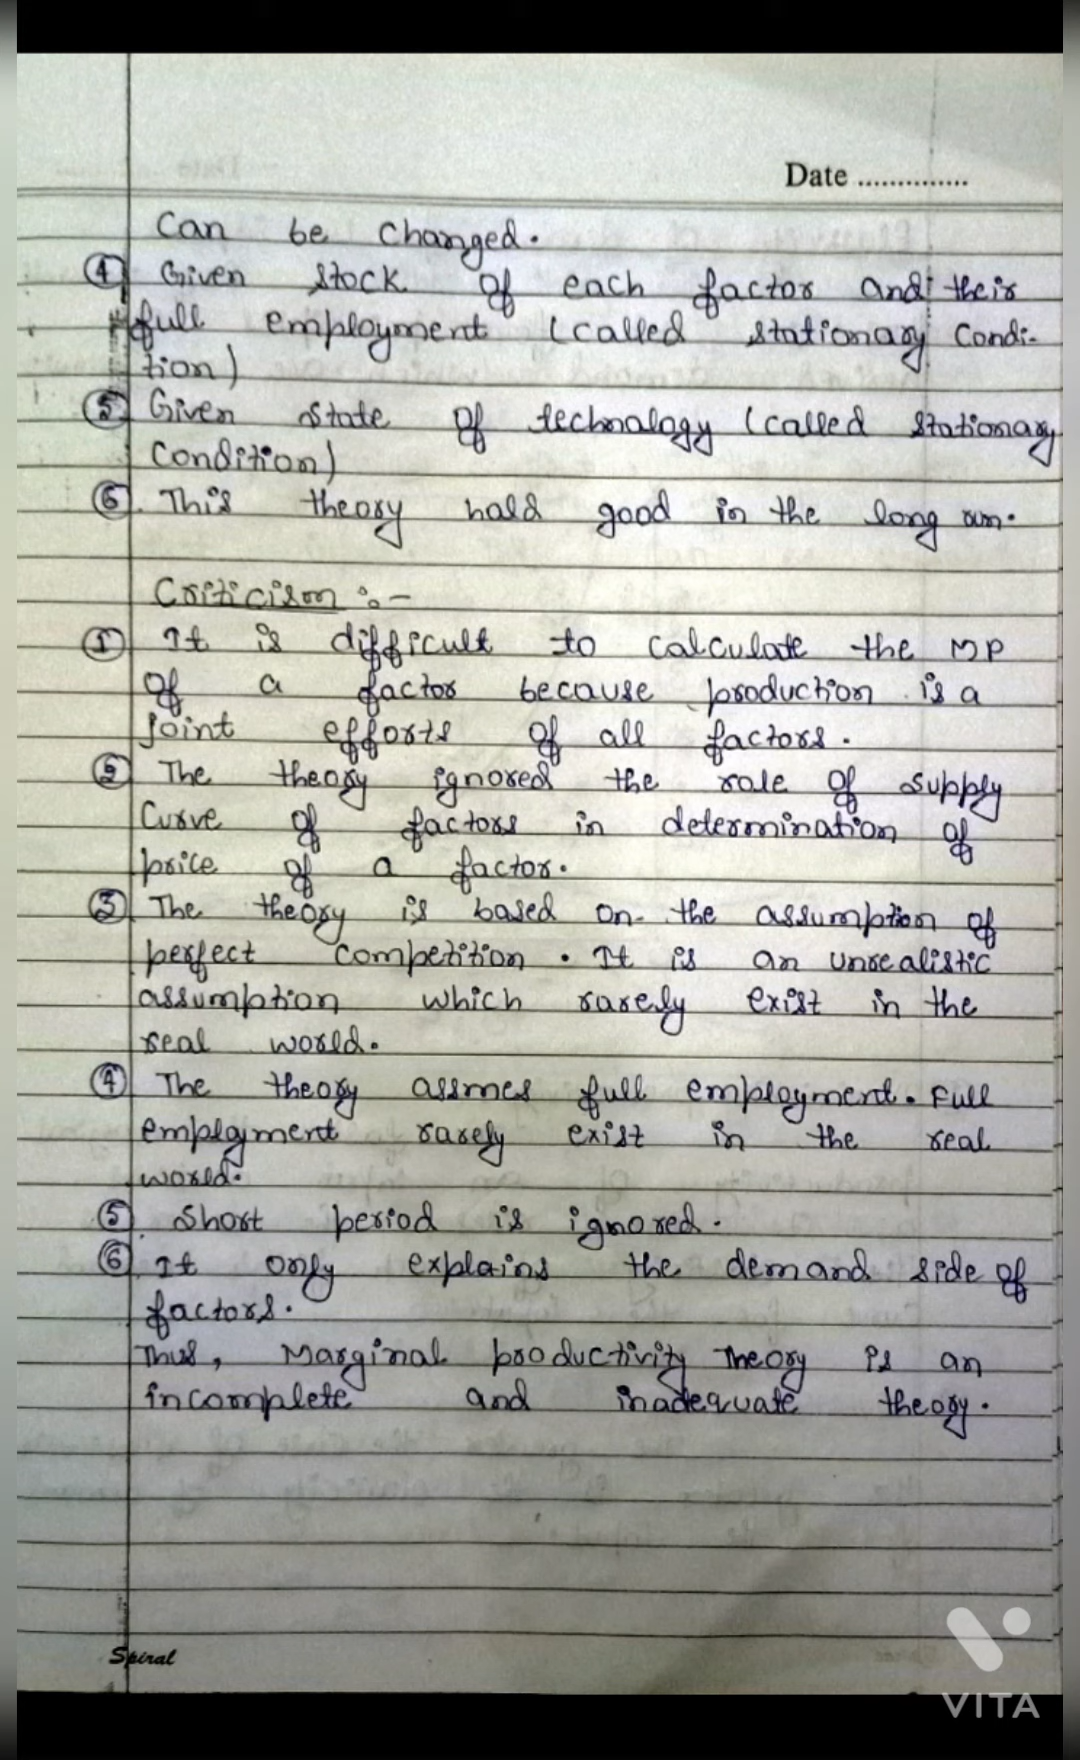 Date ...............
Can be changed.
④ Given stock of each factor and their
full employment (called stationary condi-
tion)
⑤ Given state of technology (called stationary
condition)
⑥. This theory hold good in the long run.
Criticism :-
① It is difficult to calculate the MP
of a factor because production is a
joint efforts of all factors.
② The theory ignored the role of supply
curve of factors in determination of
price of a factor.
③ The theory is based on the assumption of
perfect competition. It is an unrealistic
assumption which rarely exist in the
real world.
④ The theory assmes full employment. Full
employment rarely exist in the real
world.
⑤ Short period is ignored.
⑥ It only explains the demand side of
factors.
Thus, Marginal productivity Theory is an
incomplete and inadequate theory.
Spiral
VITA